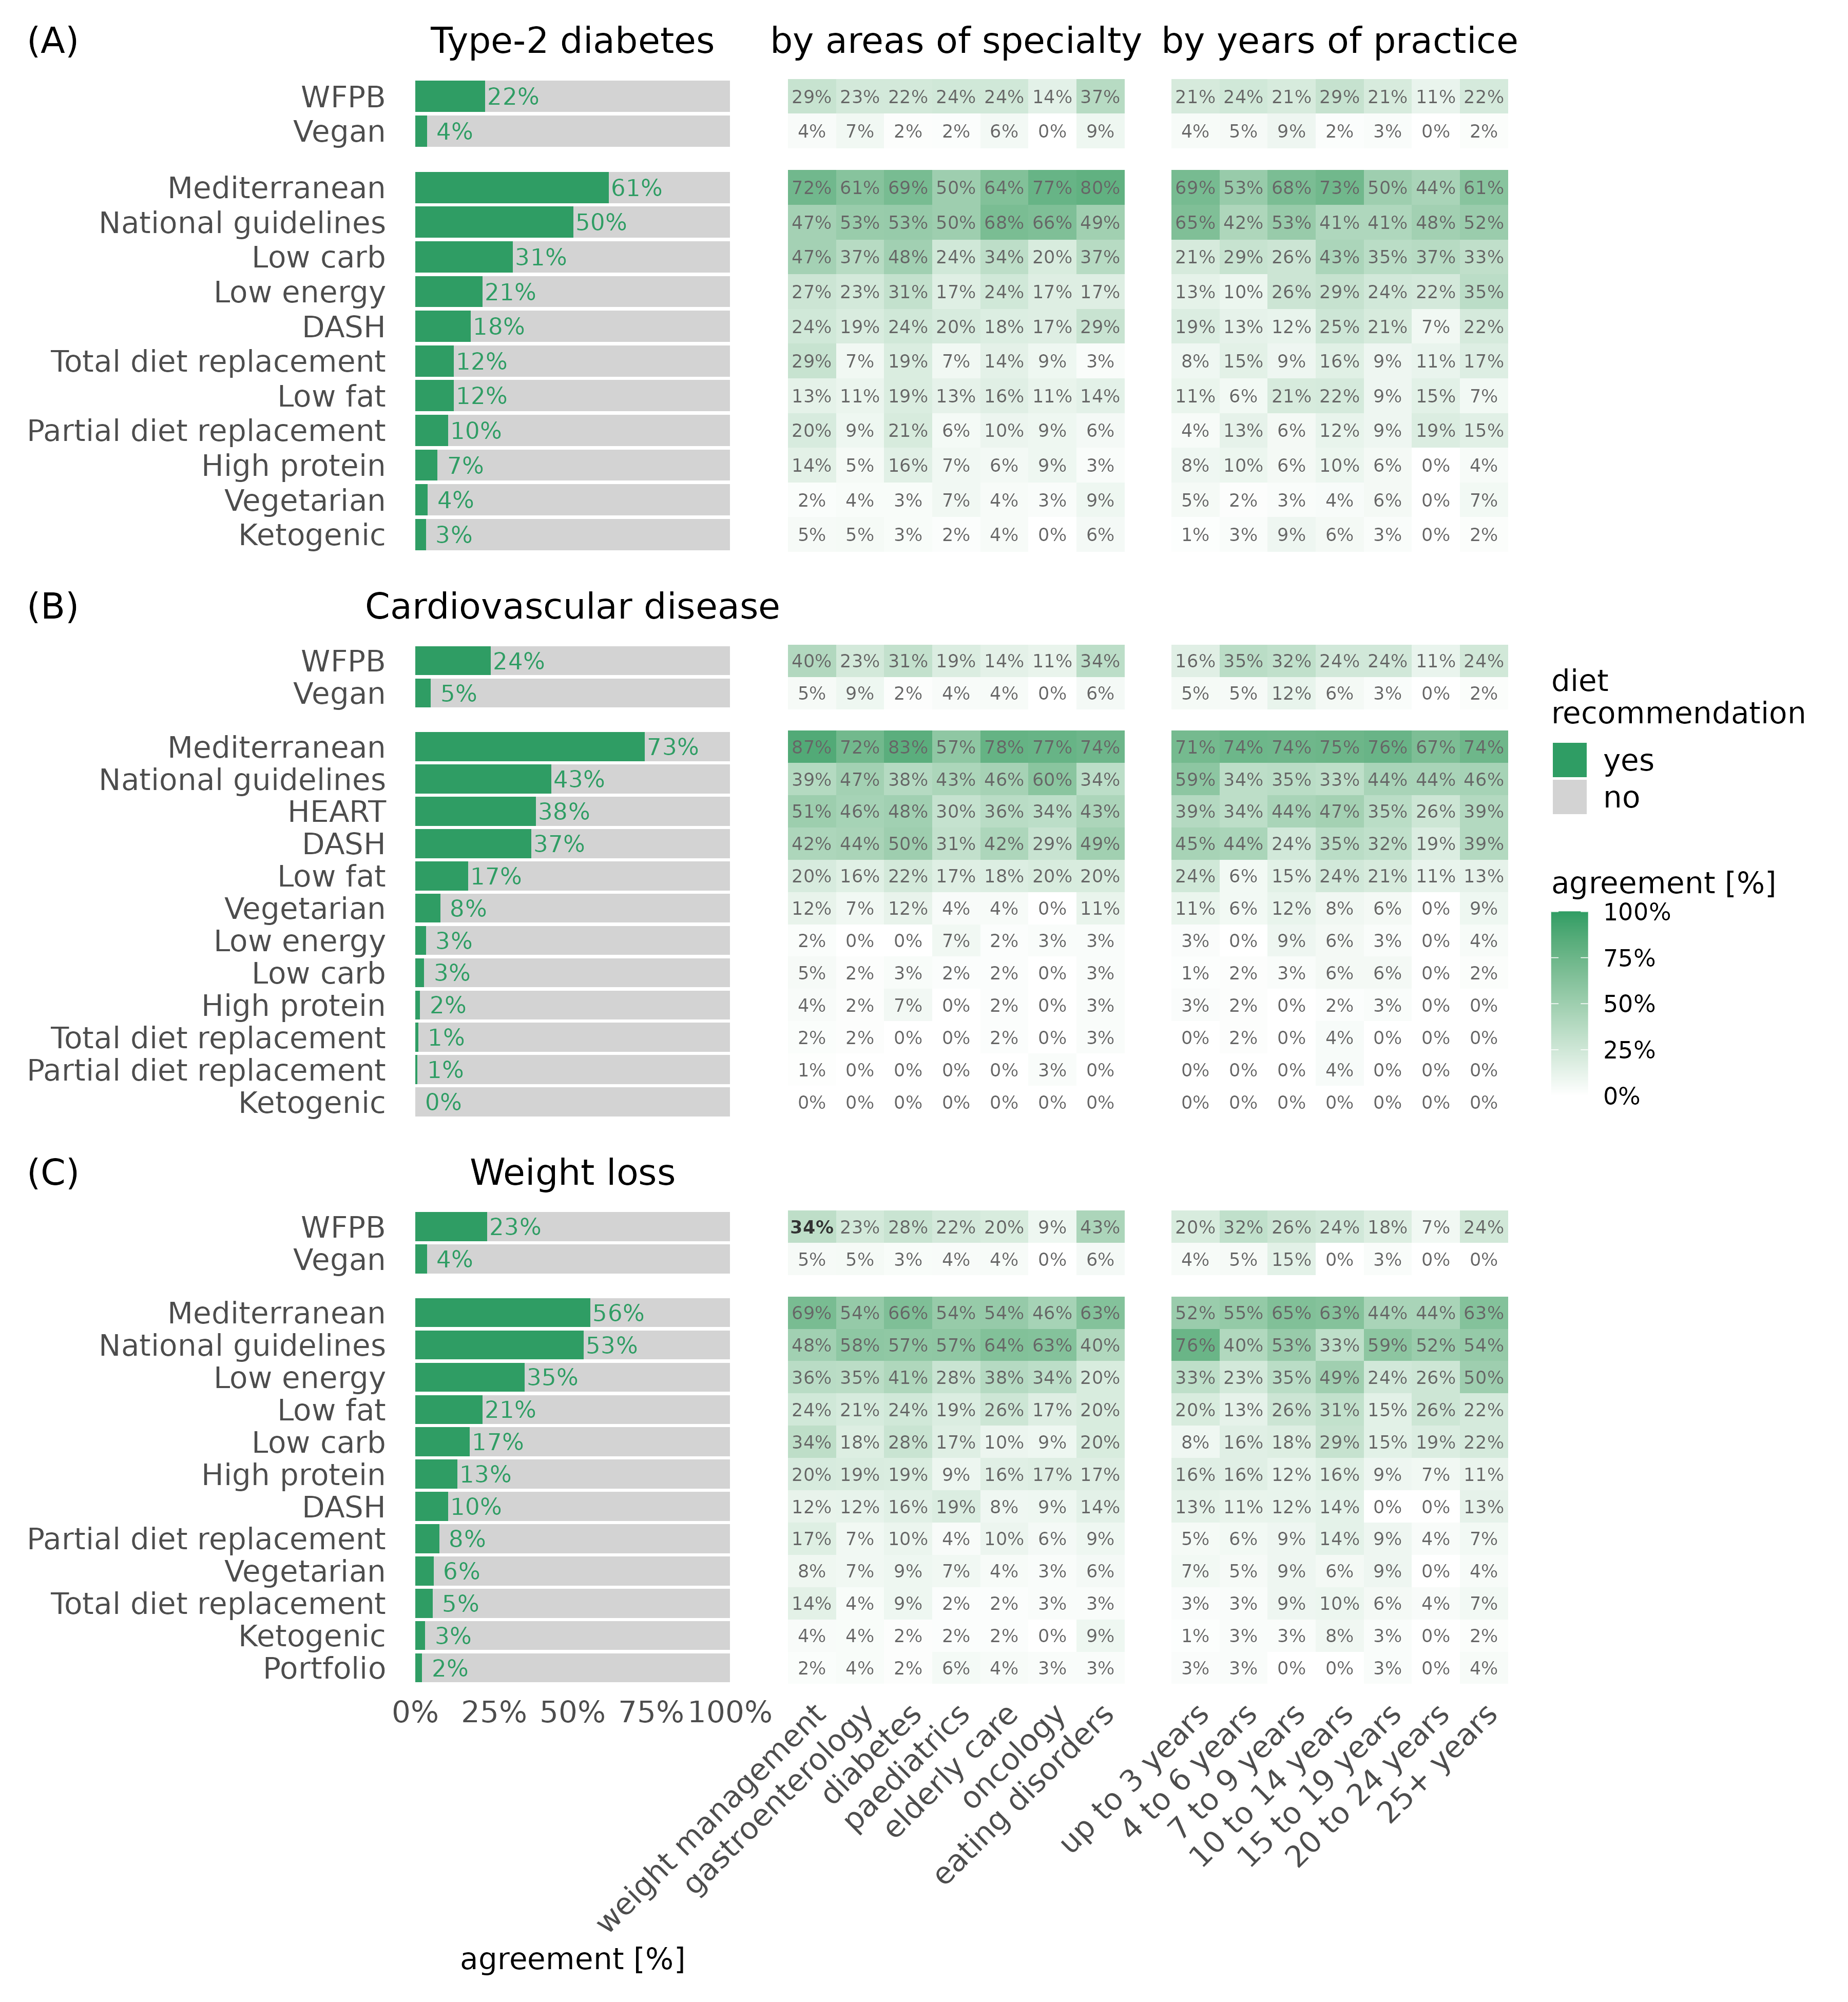 (A) Type-2 diabetes by areas of specialty by years of practice
WFPB 22% 29% 23% 22% 24% 24% 14% 37% 21% 24% 21% 29% 21% 11% 22%
Vegan 4% 4% 7% 2% 2% 6% 0% 9% 4% 5% 9% 2% 3% 0% 2%
Mediterranean 61% 72% 61% 69% 50% 64% 77% 80% 69% 53% 68% 73% 50% 44% 61%
National guidelines 50% 47% 53% 53% 50% 68% 66% 49% 65% 42% 53% 41% 41% 48% 52%
Low carb 31% 47% 37% 48% 24% 34% 20% 37% 21% 29% 26% 43% 35% 37% 33%
Low energy 21% 27% 23% 31% 17% 24% 17% 17% 13% 10% 26% 29% 24% 22% 35%
DASH 18% 24% 19% 24% 20% 18% 17% 29% 19% 13% 12% 25% 21% 7% 22%
Total diet replacement 12% 29% 7% 19% 7% 14% 9% 3% 8% 15% 9% 16% 9% 11% 17%
Low fat 12% 13% 11% 19% 13% 16% 11% 14% 11% 6% 21% 22% 9% 15% 7%
Partial diet replacement 10% 20% 9% 21% 6% 10% 9% 6% 4% 13% 6% 12% 9% 19% 15%
High protein 7% 14% 5% 16% 7% 6% 9% 3% 8% 10% 6% 10% 6% 0% 4%
Vegetarian 4% 2% 4% 3% 7% 4% 3% 9% 5% 2% 3% 4% 6% 0% 7%
Ketogenic 3% 5% 5% 3% 2% 4% 0% 6% 1% 3% 9% 6% 3% 0% 2%
(B) Cardiovascular disease
WFPB 24% 40% 23% 31% 19% 14% 11% 34% 16% 35% 32% 24% 24% 11% 24%
Vegan 5% 5% 9% 2% 4% 4% 0% 6% 5% 5% 12% 6% 3% 0% 2%
Mediterranean 73% 87% 72% 83% 57% 78% 77% 74% 71% 74% 74% 75% 76% 67% 74%
National guidelines 43% 39% 47% 38% 43% 46% 60% 34% 59% 34% 35% 33% 44% 44% 46%
HEART 38% 51% 46% 48% 30% 36% 34% 43% 39% 34% 44% 47% 35% 26% 39%
DASH 37% 42% 44% 50% 31% 42% 29% 49% 45% 44% 24% 35% 32% 19% 39%
Low fat 17% 20% 16% 22% 17% 18% 20% 20% 24% 6% 15% 24% 21% 11% 13%
Vegetarian 8% 12% 7% 12% 4% 4% 0% 11% 11% 6% 12% 8% 6% 0% 9%
Low energy 3% 2% 0% 0% 7% 2% 3% 3% 3% 0% 9% 6% 3% 0% 4%
Low carb 3% 5% 2% 3% 2% 2% 0% 3% 1% 2% 3% 6% 6% 0% 2%
High protein 2% 4% 2% 7% 0% 2% 0% 3% 3% 2% 0% 2% 3% 0% 0%
Total diet replacement 1% 2% 2% 0% 0% 2% 0% 3% 0% 2% 0% 4% 0% 0% 0%
Partial diet replacement 1% 1% 0% 0% 0% 0% 3% 0% 0% 0% 0% 4% 0% 0% 0%
Ketogenic 0% 0% 0% 0% 0% 0% 0% 0% 0% 0% 0% 0% 0% 0% 0%
diet
recommendation
yes
no
agreement [%]
100%
75%
50%
25%
0%
(C) Weight loss
WFPB 23% 34% 23% 28% 22% 20% 9% 43% 20% 32% 26% 24% 18% 7% 24%
Vegan 4% 5% 5% 3% 4% 4% 0% 6% 4% 5% 15% 0% 3% 0% 0%
Mediterranean 56% 69% 54% 66% 54% 54% 46% 63% 52% 55% 65% 63% 44% 44% 63%
National guidelines 53% 48% 58% 57% 57% 64% 63% 40% 76% 40% 53% 33% 59% 52% 54%
Low energy 35% 36% 35% 41% 28% 38% 34% 20% 33% 23% 35% 49% 24% 26% 50%
Low fat 21% 24% 21% 24% 19% 26% 17% 20% 20% 13% 26% 31% 15% 26% 22%
Low carb 17% 34% 18% 28% 17% 10% 9% 20% 8% 16% 18% 29% 15% 19% 22%
High protein 13% 20% 19% 19% 9% 16% 17% 17% 16% 16% 12% 16% 9% 7% 11%
DASH 10% 12% 12% 16% 19% 8% 9% 14% 13% 11% 12% 14% 0% 0% 13%
Partial diet replacement 8% 17% 7% 10% 4% 10% 6% 9% 5% 6% 9% 14% 9% 4% 7%
Vegetarian 6% 8% 7% 9% 7% 4% 3% 6% 7% 5% 9% 6% 9% 0% 4%
Total diet replacement 5% 14% 4% 9% 2% 2% 3% 3% 3% 3% 9% 10% 6% 4% 7%
Ketogenic 3% 4% 4% 2% 2% 2% 0% 9% 1% 3% 3% 8% 3% 0% 2%
Portfolio 2% 2% 4% 2% 6% 4% 3% 3% 3% 3% 0% 0% 3% 0% 4%
0% 25% 50% 75% 100%
weight management
gastroenterology
diabetes
paediatrics
elderly care
oncology
eating disorders
up to 3 years
4 to 6 years
7 to 9 years
10 to 14 years
15 to 19 years
20 to 24 years
25+ years
agreement [%]